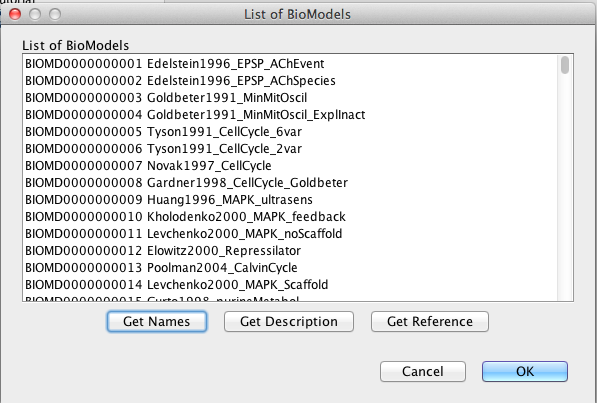 List of BioModels
List of BioModels
BIOMD0000000001 Edelstein1996_EPSP_AChEvent
BIOMD0000000002 Edelstein1996_EPSP_AChSpecies
BIOMD0000000003 Goldbeter1991_MinMitOscil
BIOMD0000000004 Goldbeter1991_MinMitOscil_ExplInact
BIOMD0000000005 Tyson1991_CellCycle_6var
BIOMD0000000006 Tyson1991_CellCycle_2var
BIOMD0000000007 Novak1997_CellCycle
BIOMD0000000008 Gardner1998_CellCycle_Goldbeter
BIOMD0000000009 Huang1996_MAPK_ultrasens
BIOMD0000000010 Kholodenko2000_MAPK_feedback
BIOMD0000000011 Levchenko2000_MAPK_noScaffold
BIOMD0000000012 Elowitz2000_Repressilator
BIOMD0000000013 Poolman2004_CalvinCycle
BIOMD0000000014 Levchenko2000_MAPK_Scaffold
BIOMD0000000015 Curto1998_purineMetabol
Get Names Get Description Get Reference
Cancel OK